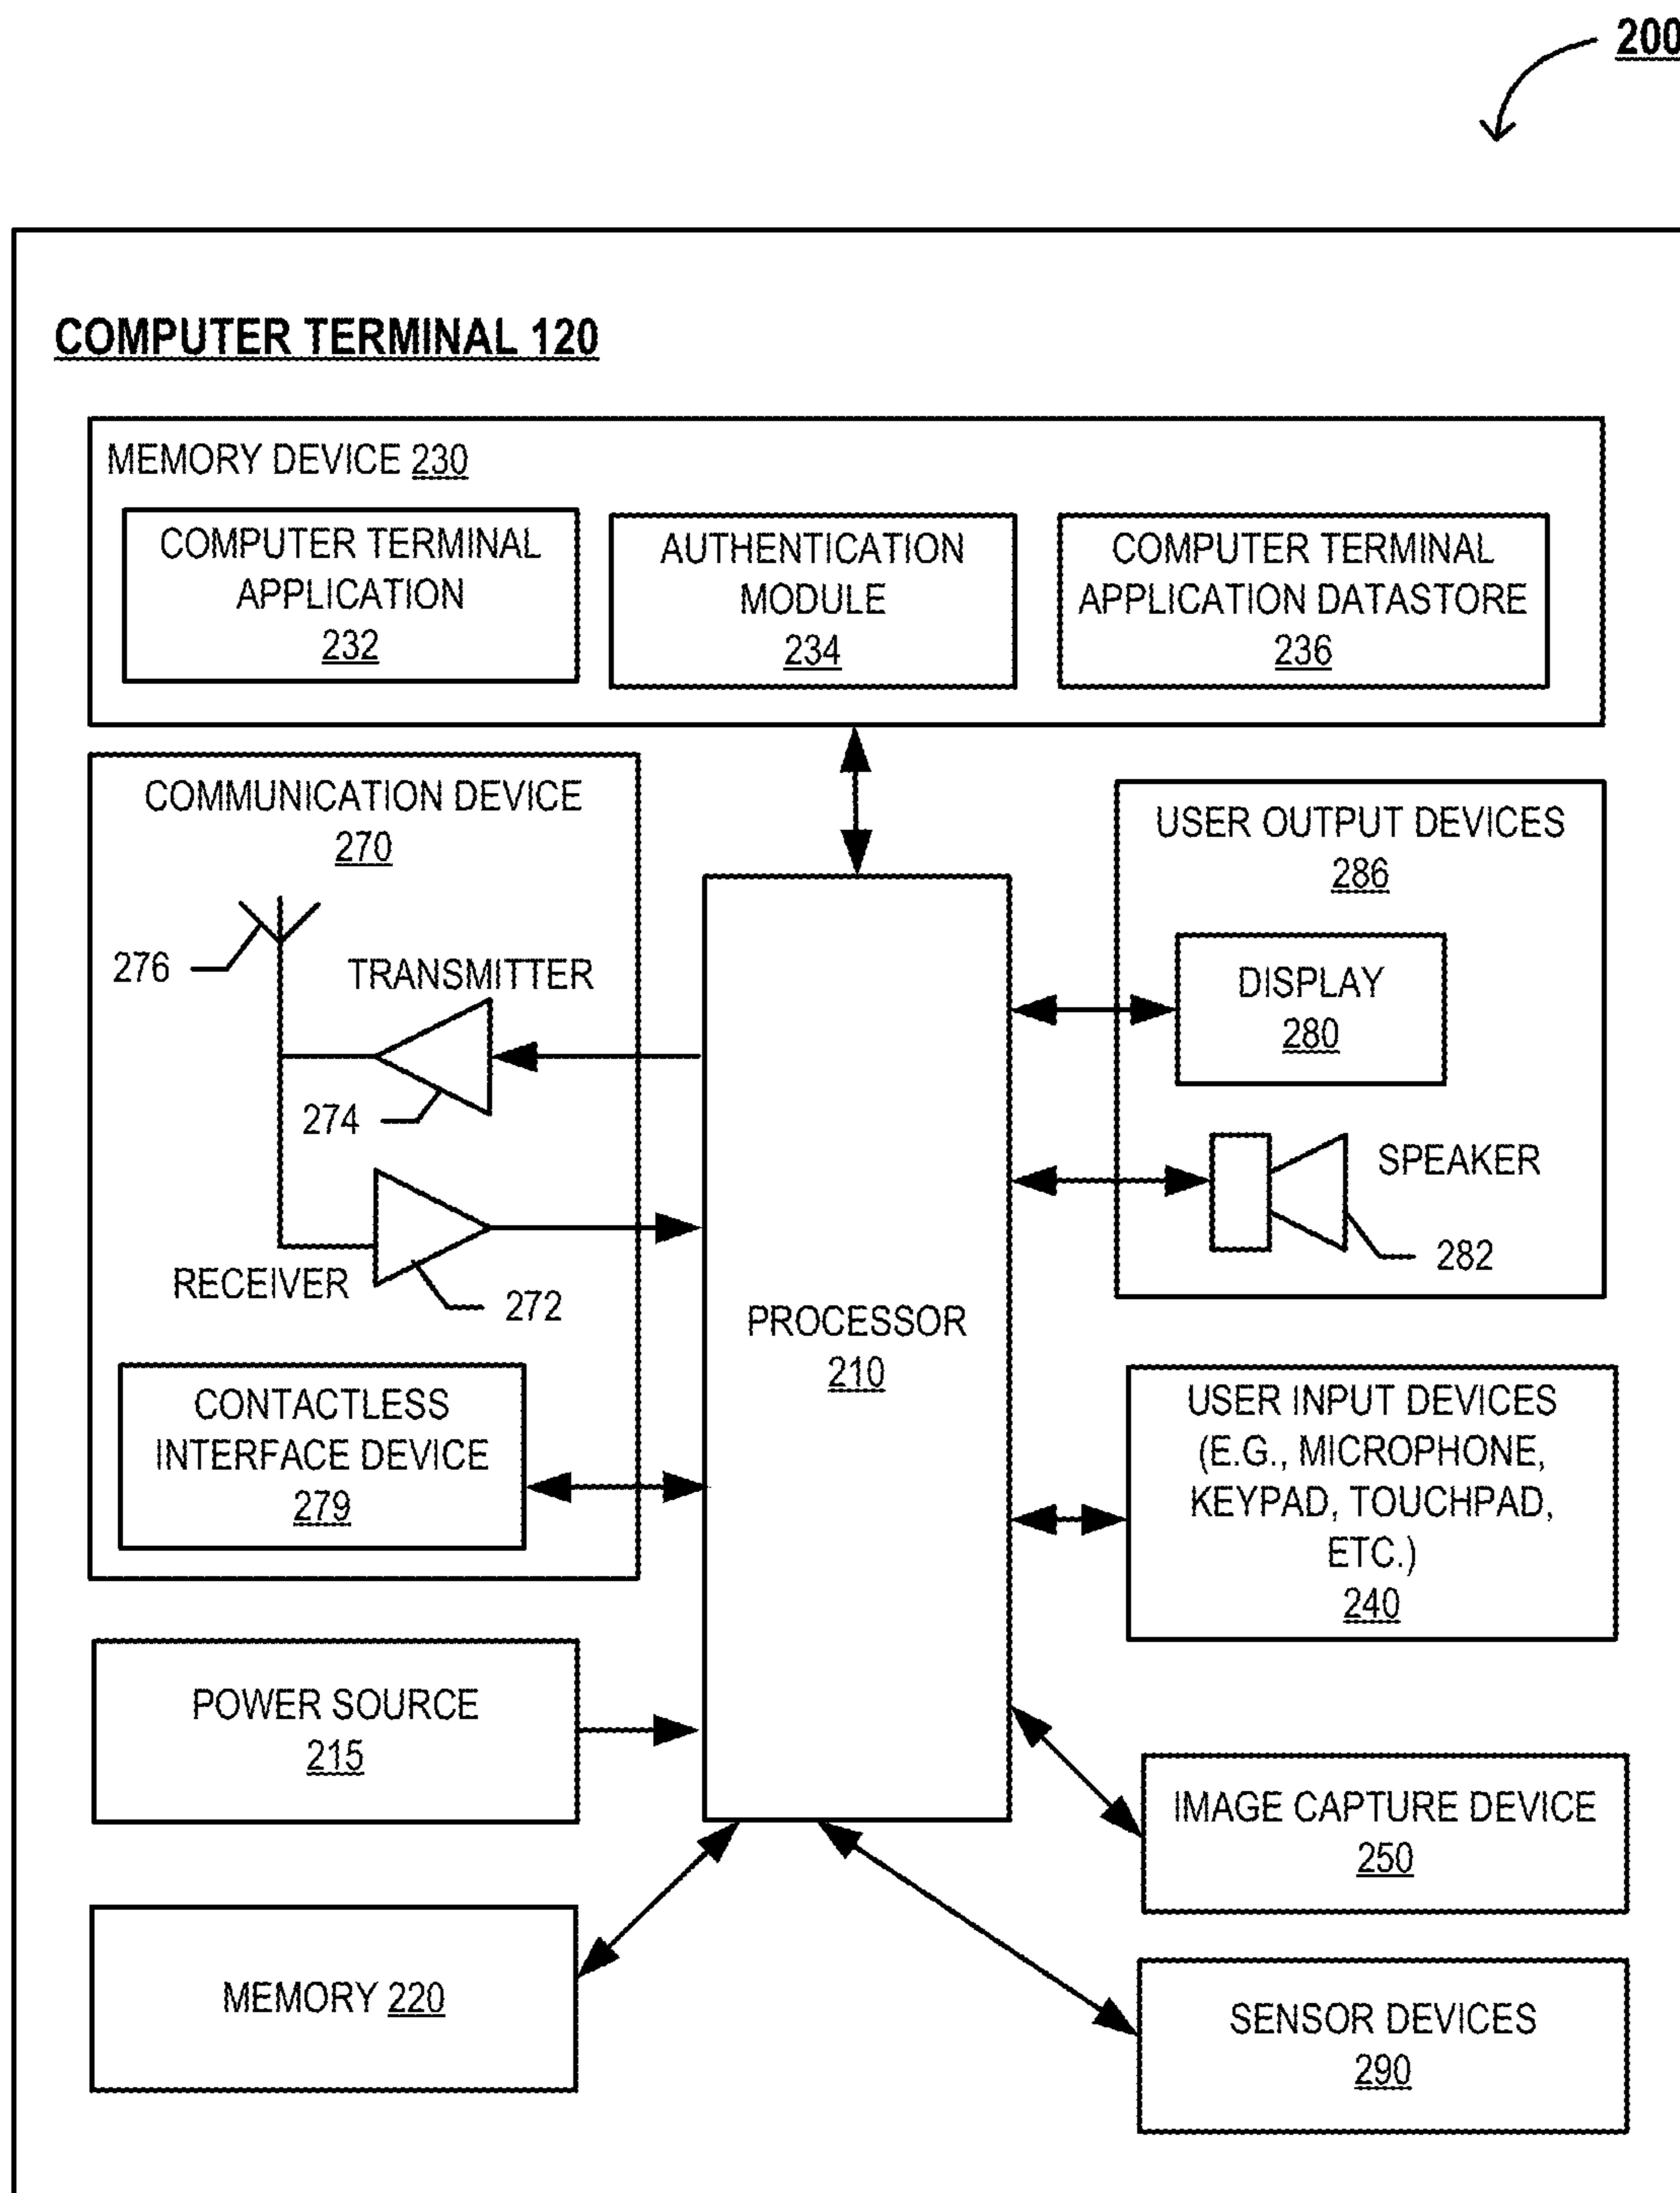 200
COMPUTER TERMINAL 120
MEMORY DEVICE 230
COMPUTER TERMINAL
APPLICATION
232
AUTHENTICATION
MODULE
234
COMPUTER TERMINAL
APPLICATION DATASTORE
236
COMMUNICATION DEVICE
270
276
TRANSMITTER
274
RECEIVER
272
CONTACTLESS
INTERFACE DEVICE
279
PROCESSOR
210
USER OUTPUT DEVICES
286
DISPLAY
280
SPEAKER
282
USER INPUT DEVICES
(E.G., MICROPHONE,
KEYPAD, TOUCHPAD,
ETC.)
240
POWER SOURCE
215
IMAGE CAPTURE DEVICE
250
MEMORY 220
SENSOR DEVICES
290